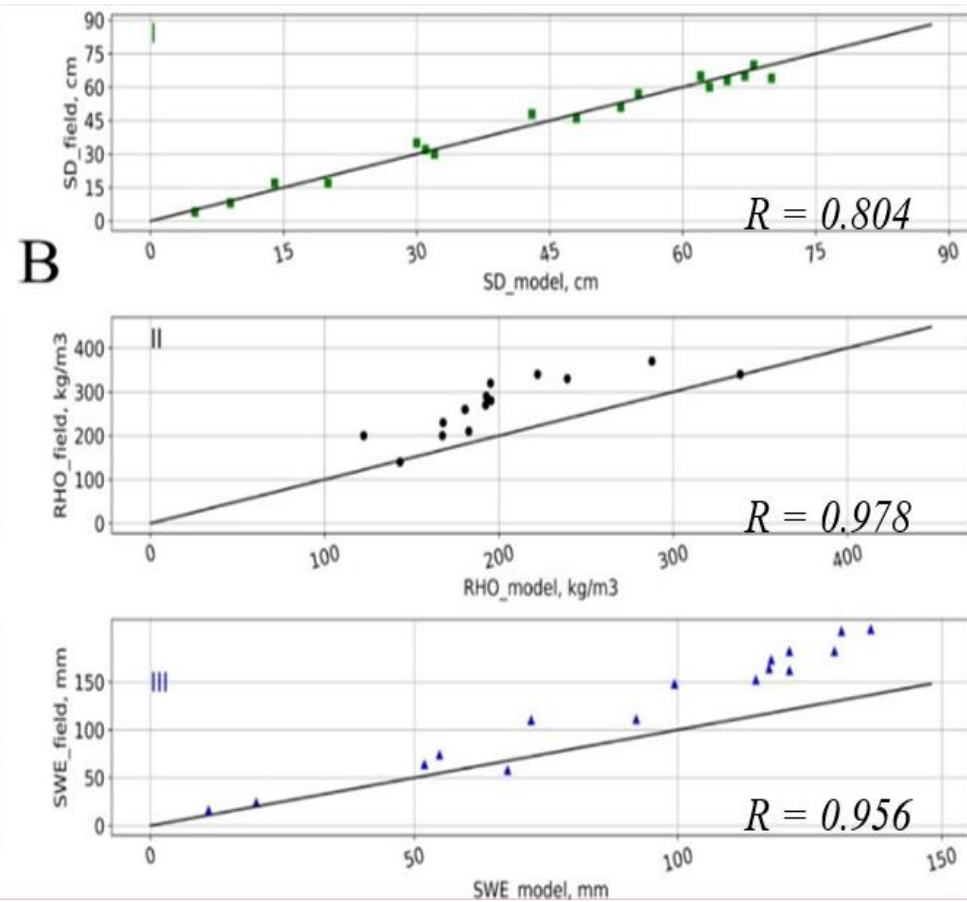 B
I
90
75
60
45
30
15
0
SD_field, cm
R = 0.804
0 15 30 45 60 75 90
SD_model, cm
II
400
300
200
100
0
RHO_field, kg/m3
R = 0.978
0 100 200 300 400
RHO_model, kg/m3
III
150
100
50
0
SWE_field, mm
R = 0.956
0 50 100 150
SWE model, mm